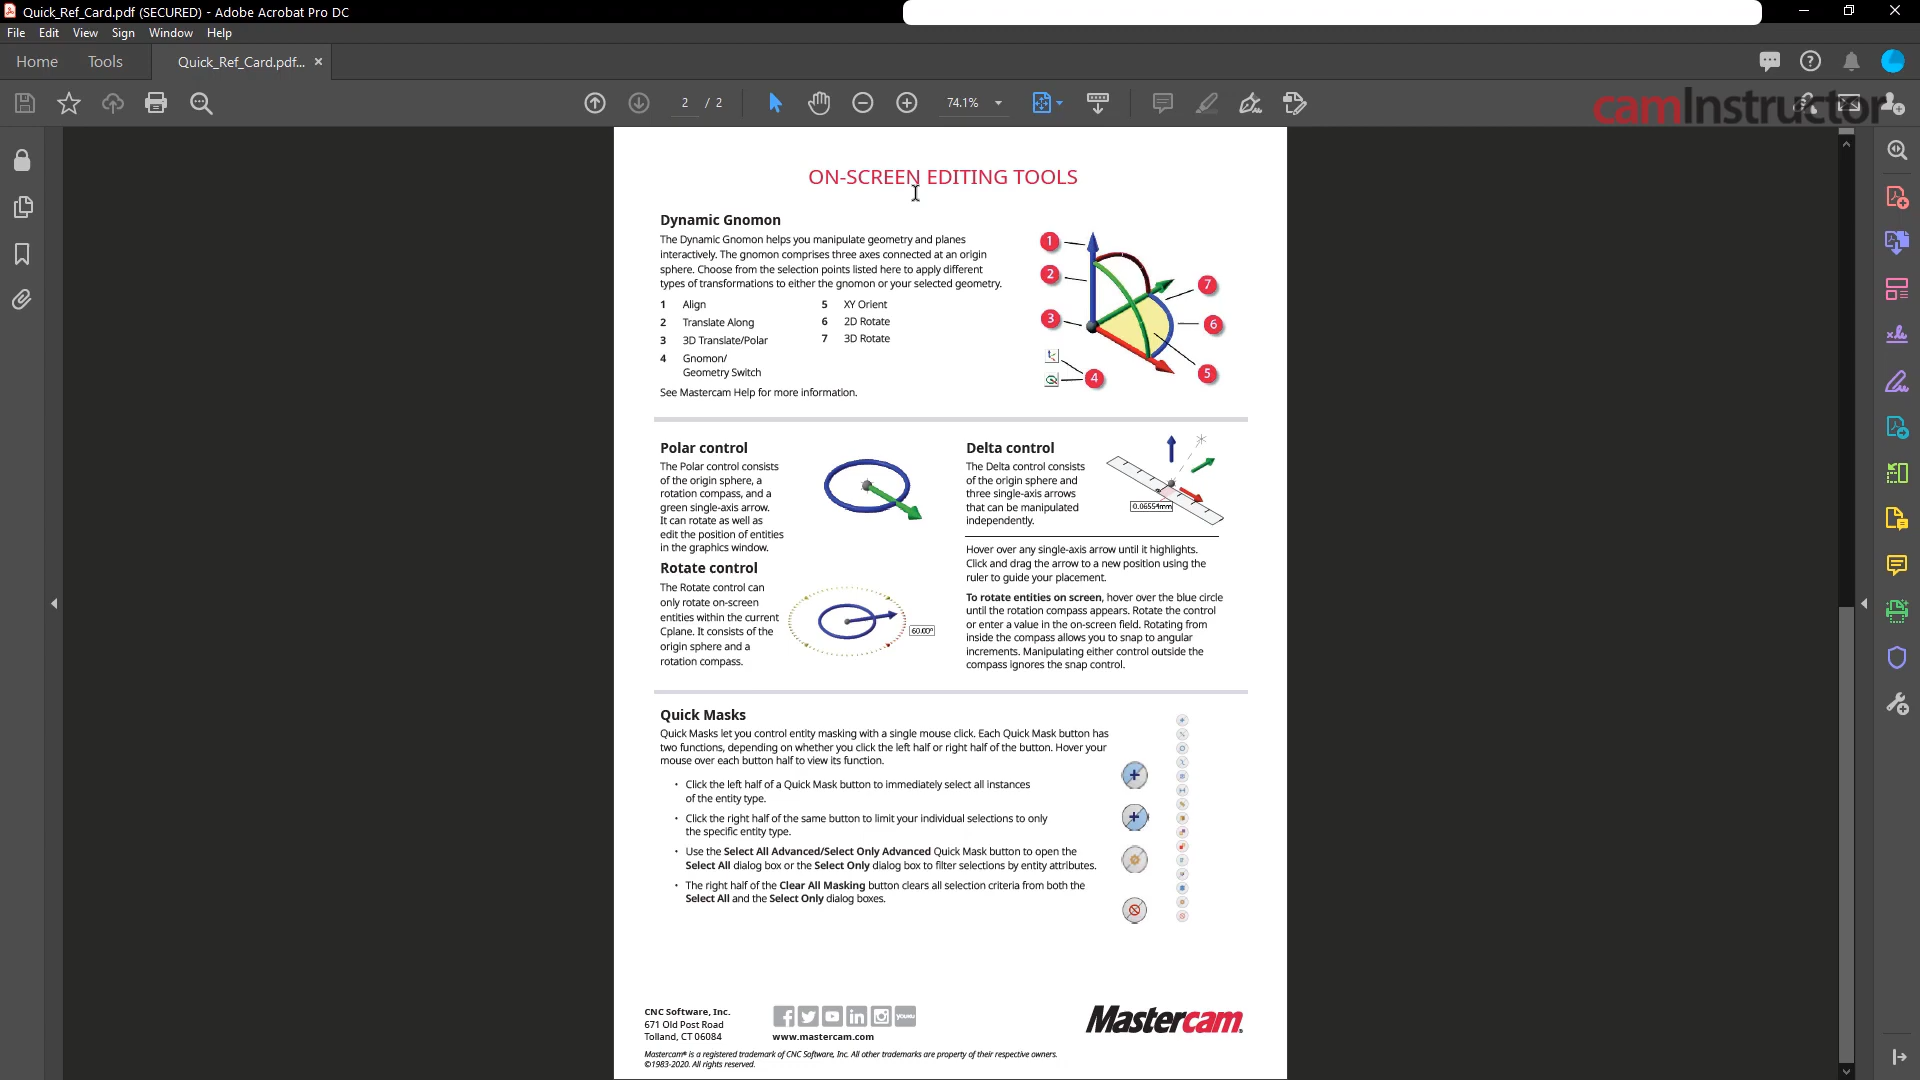 Quick_Ref_Card.pdf (SECURED) - Adobe Acrobat Pro DC
File Edit View Sign Window Help
Home Tools Quick_Ref_Card.pdf... ×
2 / 2 74.1%
camInstructor
ON-SCREEN EDITING TOOLS
Dynamic Gnomon
The Dynamic Gnomon helps you manipulate geometry and planes
interactively. The gnomon comprises three axes connected at an origin
sphere. Choose from the selection points listed here to apply different
types of transformations to either the gnomon or your selected geometry.
1 Align
2 Translate Along
3 3D Translate/Polar
4 Gnomon/
Geometry Switch
5 XY Orient
6 2D Rotate
7 3D Rotate
See Mastercam Help for more information.
1
2
3
4
7
6
5
Polar control
The Polar control consists
of the origin sphere, a
rotation compass, and a
green single-axis arrow.
It can rotate as well as
edit the position of entities
in the graphics window.
Rotate control
The Rotate control can
only rotate on-screen
entities within the current
Cplane. It consists of the
origin sphere and a
rotation compass.
60.00°
Delta control
The Delta control consists
of the origin sphere and
three single-axis arrows
that can be manipulated
independently.
0.06554mm
Hover over any single-axis arrow until it highlights.
Click and drag the arrow to a new position using the
ruler to guide your placement.
To rotate entities on screen, hover over the blue circle
until the rotation compass appears. Rotate the control
or enter a value in the on-screen field. Rotating from
inside the compass allows you to snap to angular
increments. Manipulating either control outside the
compass ignores the snap control.
Quick Masks
Quick Masks let you control entity masking with a single mouse click. Each Quick Mask button has
two functions, depending on whether you click the left half or right half of the button. Hover your
mouse over each button half to view its function.
• Click the left half of a Quick Mask button to immediately select all instances
of the entity type.
• Click the right half of the same button to limit your individual selections to only
the specific entity type.
• Use the Select All Advanced/Select Only Advanced Quick Mask button to open the
Select All dialog box or the Select Only dialog box to filter selections by entity attributes.
• The right half of the Clear All Masking button clears all selection criteria from both the
Select All and the Select Only dialog boxes.
CNC Software, Inc.
671 Old Post Road
Tolland, CT 06084
www.mastercam.com
Mastercam
Mastercam® is a registered trademark of CNC Software, Inc. All other trademarks are property of their respective owners.
©1983-2020. All rights reserved.